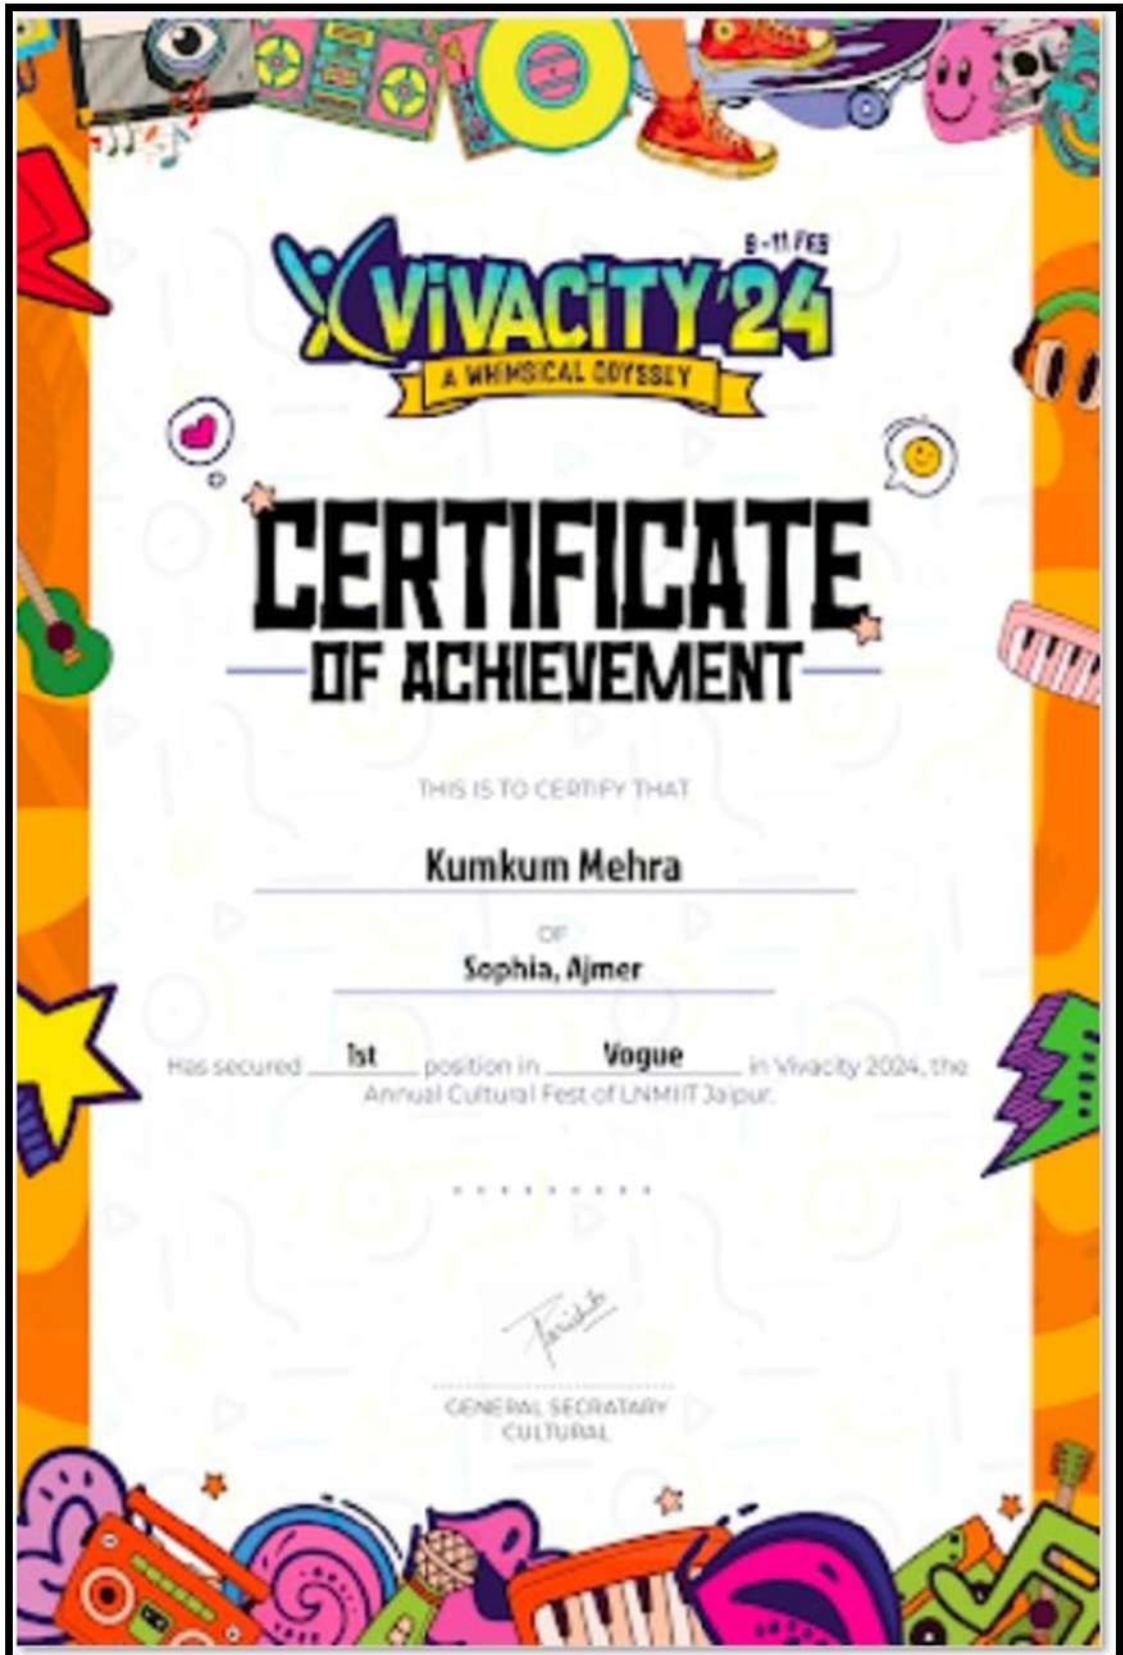 8-11 FEB
ViVACiTY'24
A WHIMSICAL ODYSSEY
CERTIFICATE
OF ACHIEVEMENT
THIS IS TO CERTIFY THAT
Kumkum Mehra
OF
Sophia, Ajmer
Has secured 1st position in Vogue in Vivacity 2024, the
Annual Cultural Fest of LNMIIT Jaipur.
GENERAL SECRATARY
CULTURAL